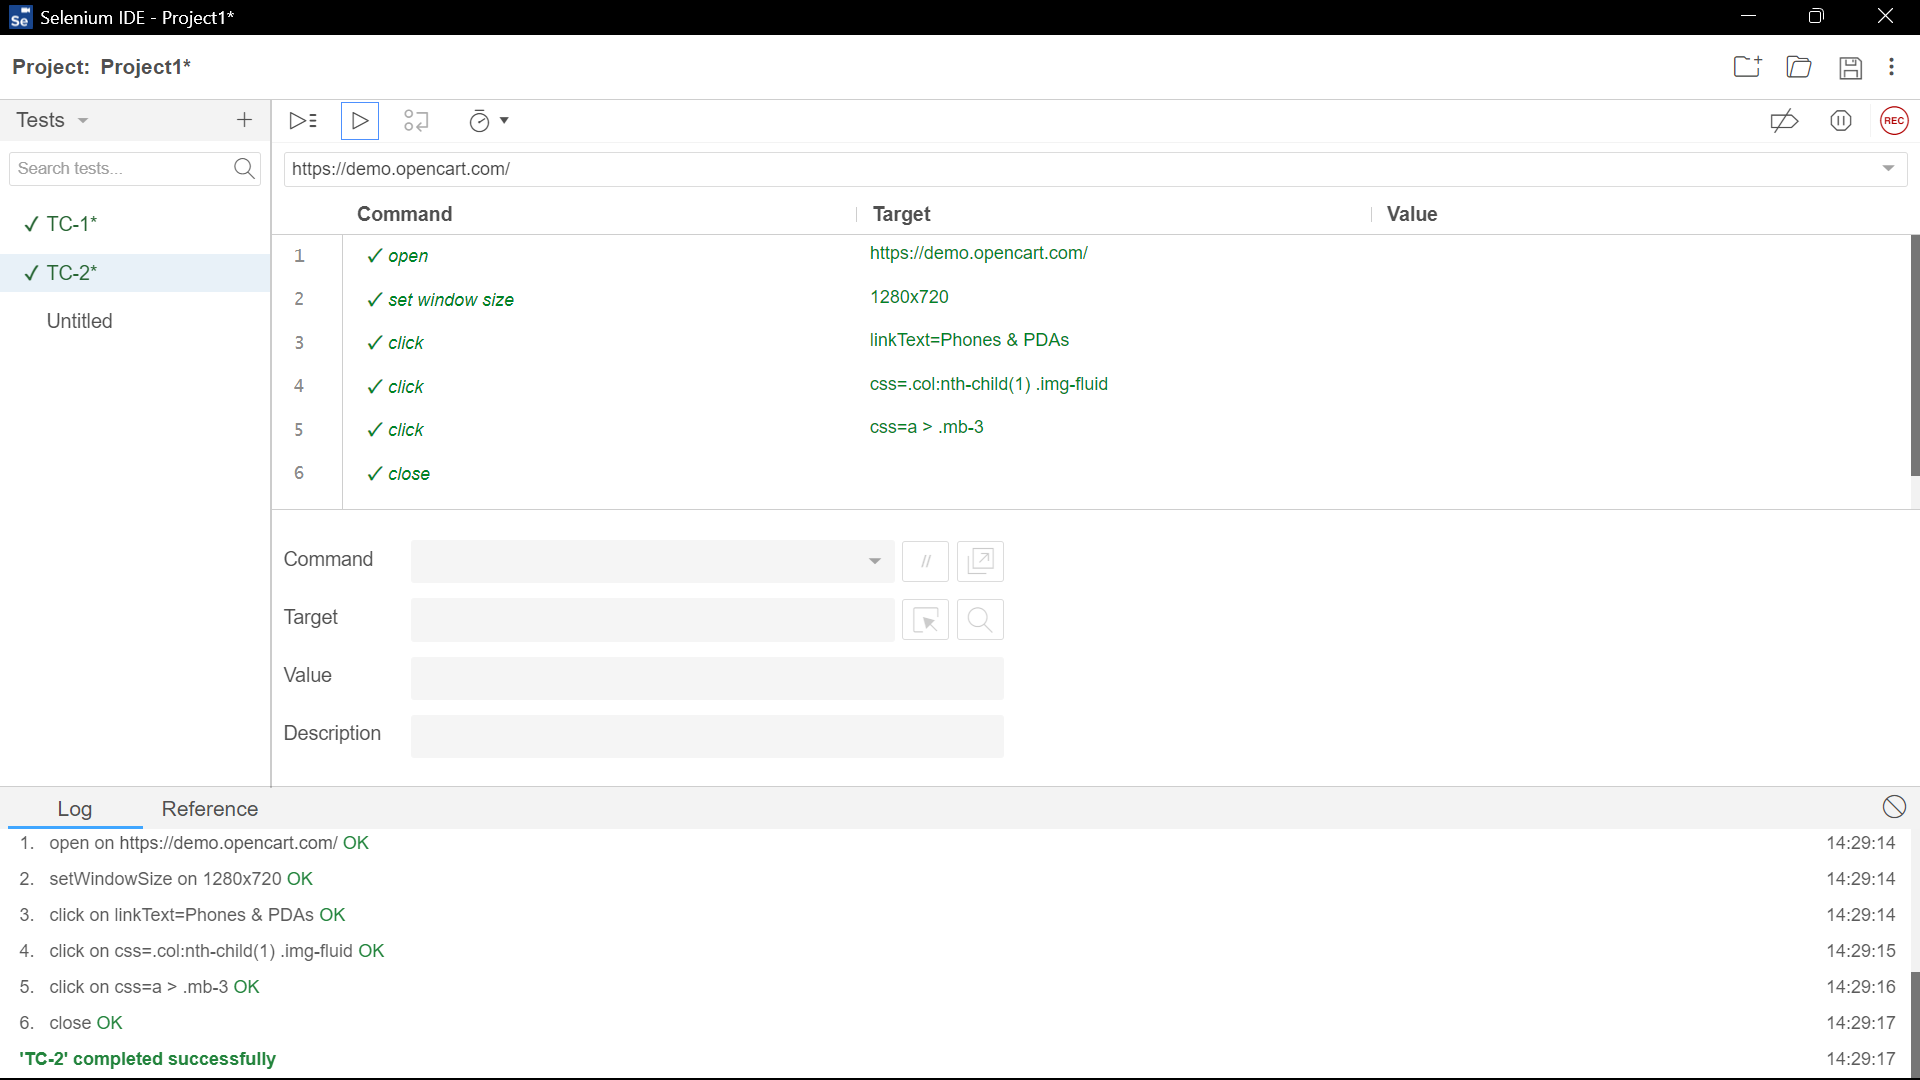 Selenium IDE - Project1*
Project: Project1*
Tests
REC
Search tests...
https://demo.opencart.com/
Command Target Value
✓ TC-1*
✓ TC-2*
Untitled
1 ✓ open https://demo.opencart.com/
2 ✓ set window size 1280x720
3 ✓ click linkText=Phones & PDAs
4 ✓ click css=.col:nth-child(1) .img-fluid
5 ✓ click css=a > .mb-3
6 ✓ close
Command //
Target
Value
Description
Log Reference
1. open on https://demo.opencart.com/ OK 14:29:14
2. setWindowSize on 1280x720 OK 14:29:14
3. click on linkText=Phones & PDAs OK 14:29:14
4. click on css=.col:nth-child(1) .img-fluid OK 14:29:15
5. click on css=a > .mb-3 OK 14:29:16
6. close OK 14:29:17
'TC-2' completed successfully 14:29:17